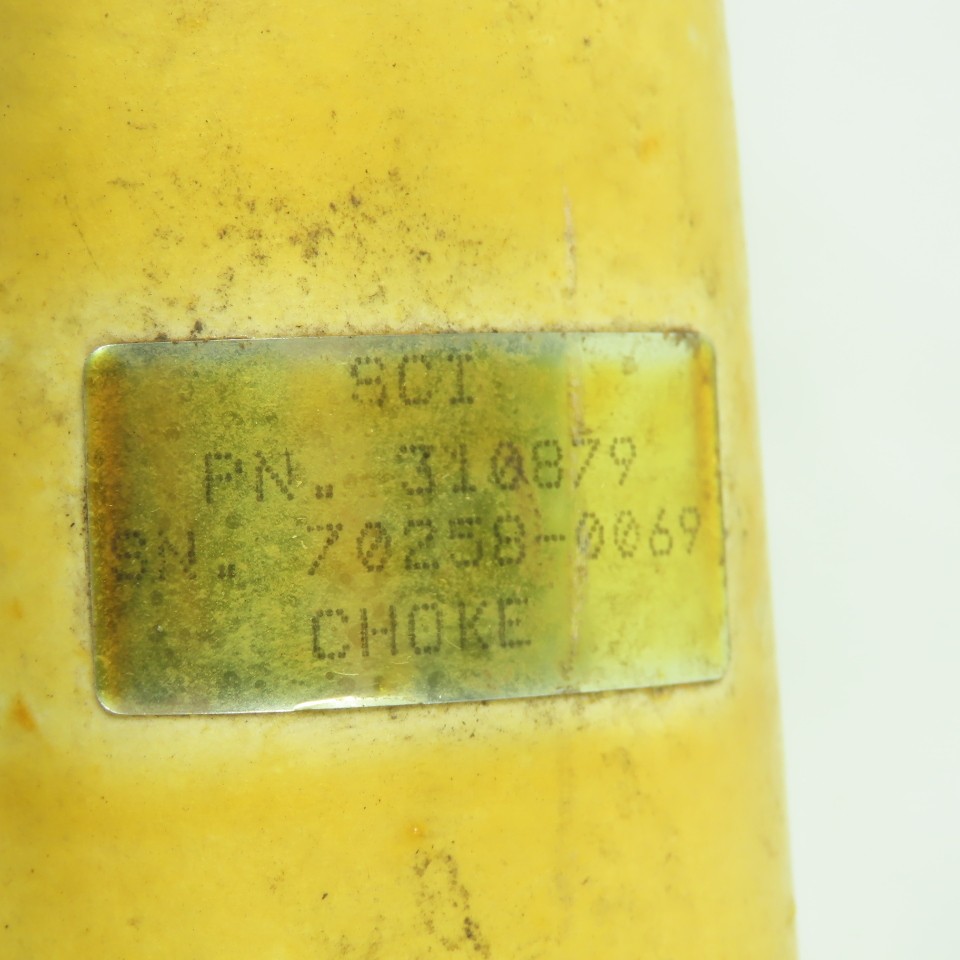 SCI
PN. 310879
SN. 70258-0069
CHOKE